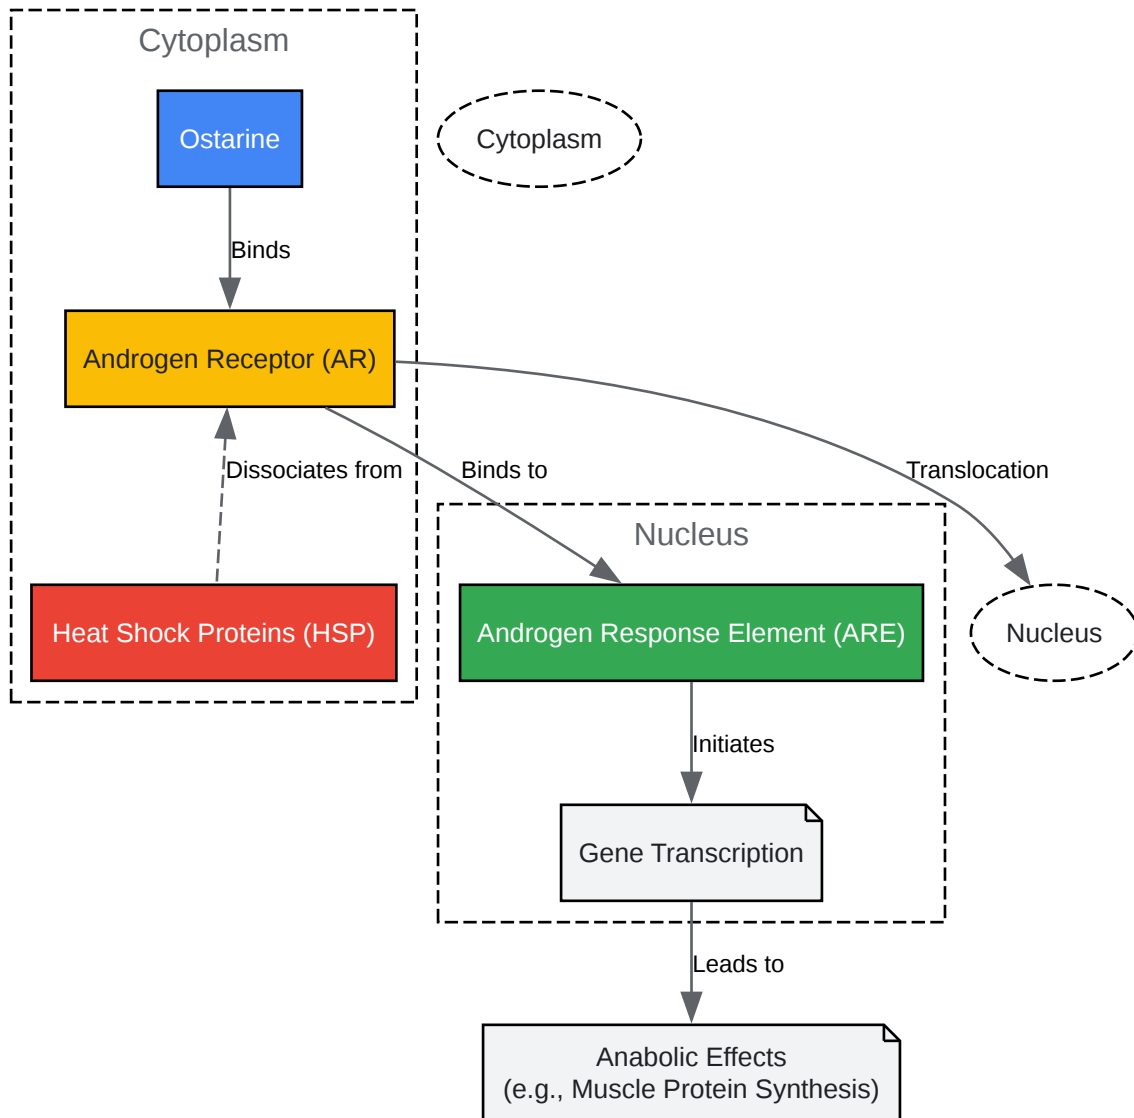 Cytoplasm
Ostarine
Cytoplasm
Binds
Androgen Receptor (AR)
Dissociates from
Binds to
Translocation
Nucleus
Heat Shock Proteins (HSP)
Androgen Response Element (ARE)
Nucleus
Initiates
Gene Transcription
Leads to
Anabolic Effects
(e.g., Muscle Protein Synthesis)